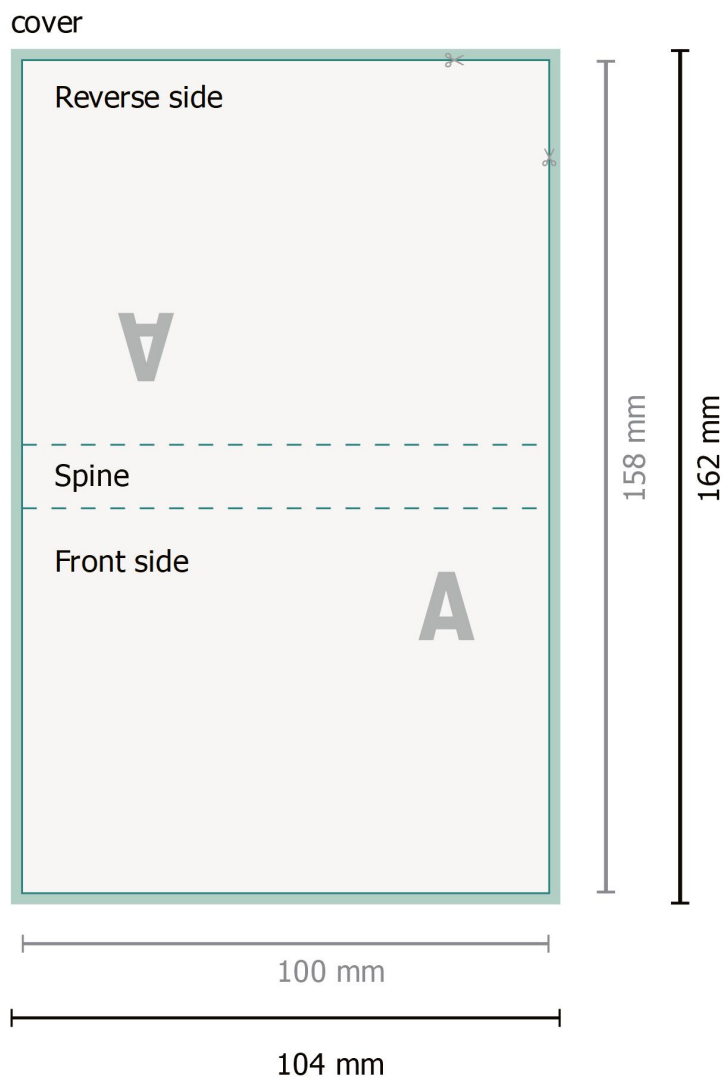 cover
Reverse side
A
Spine
Front side
A
158 mm
162 mm
100 mm
104 mm